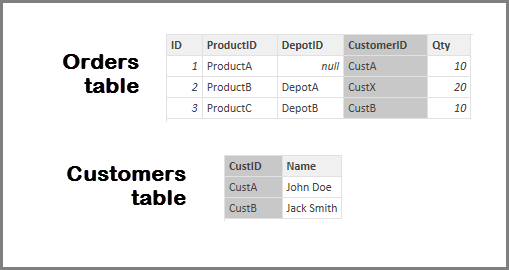 Orders
table
ID ProductID DepotID CustomerID Qty
1 ProductA null CustA 10
2 ProductB DepotA CustX 20
3 ProductC DepotB CustB 10
Customers
table
CustID Name
CustA John Doe
CustB Jack Smith